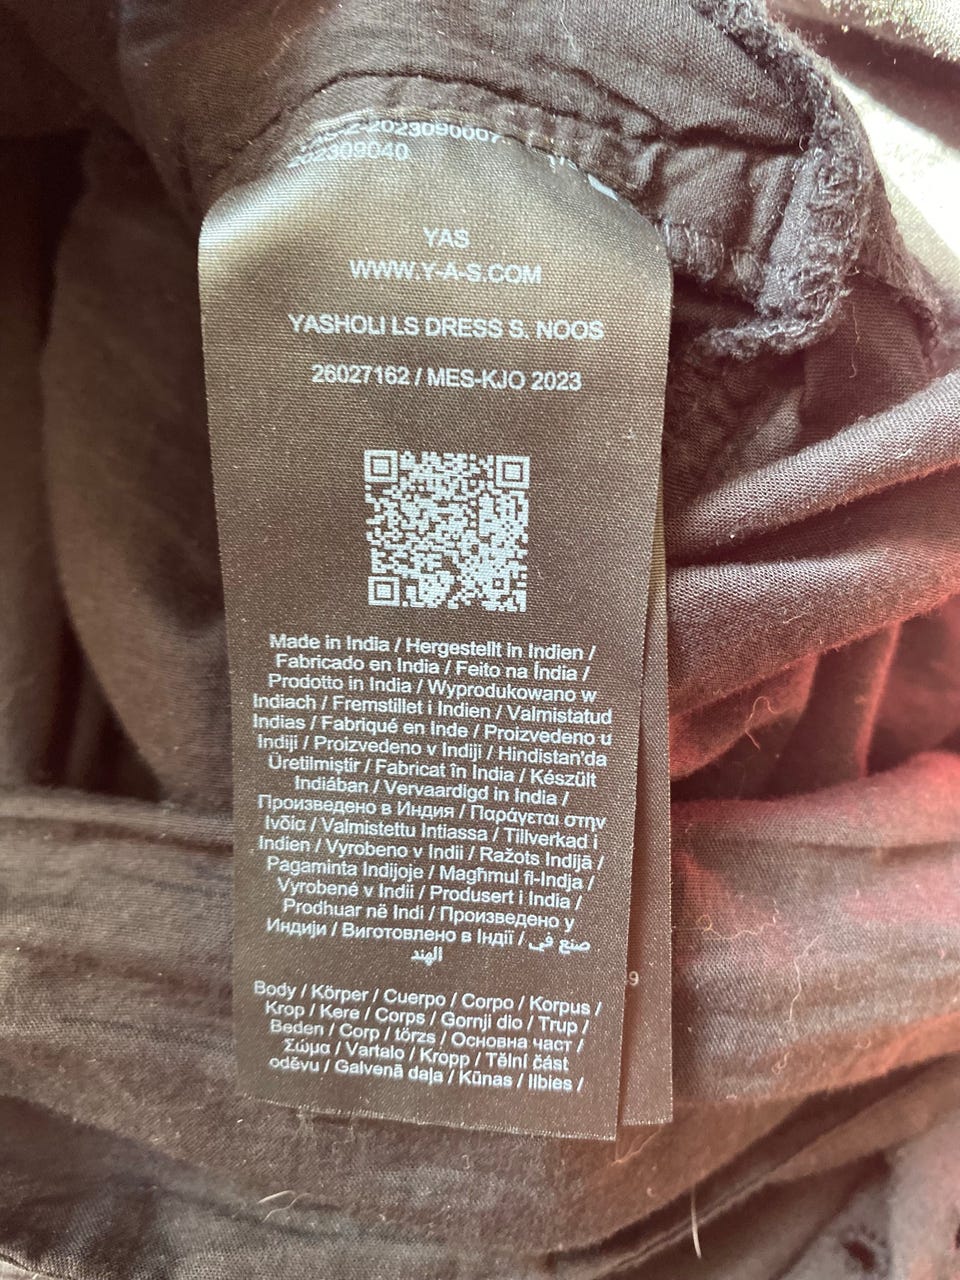 -2-2023090007
202309040
YAS
WWW.Y-A-S.COM
YASHOLI LS DRESS S. NOOS
26027162 / MES-KJO 2023
Made in India / Hergestellt in Indien /
Fabricado en India / Feito na Índia /
Prodotto in India / Wyprodukowano w
Indiach / Fremstillet i Indien / Valmistatud
Indias / Fabriqué en Inde / Proizvedeno u
Indiji / Proizvedeno v Indiji / Hindistan'da
Üretilmiştir / Fabricat în India / Készült
Indiában / Vervaardigd in India /
Произведено в Индия / Παράγεται στην
Ινδία / Valmistettu Intiassa / Tillverkad i
Indien / Vyrobeno v Indii / Ražots Indijā /
Pagaminta Indijoje / Magħmul fl-Indja /
Vyrobené v Indii / Produsert i India /
Prodhuar në Indi / Произведено у
Индији / Виготовлено в Індії / صنع في
الهند
Body / Körper / Cuerpo / Corpo / Korpus /
Krop / Kere / Corps / Gornji dio / Trup /
Beden / Corp / törzs / Основна част /
Σώμα / Vartalo / Kropp / Tělní část
oděvu / Galvenā daļa / Kūnas / Ilbies /
9